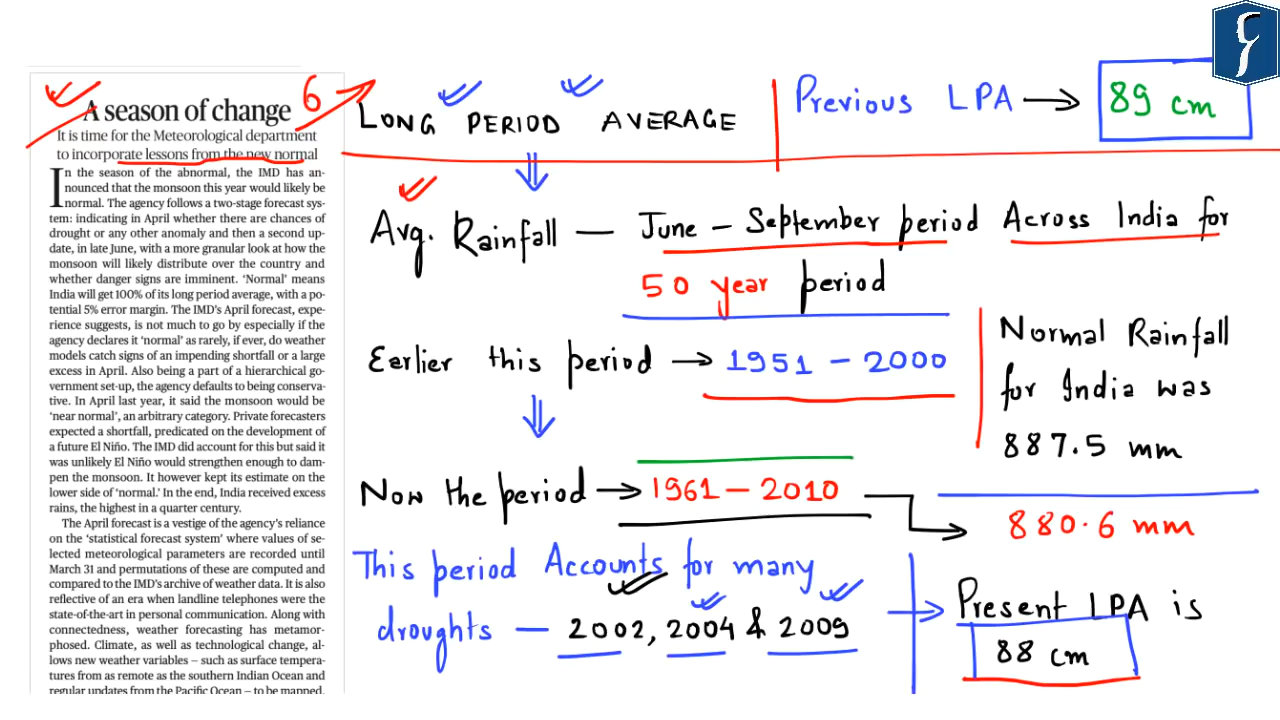 A season of change
It is time for the Meteorological department
to incorporate lessons from the new normal
In the season of the abnormal, the IMD has an-
nounced that the monsoon this year would likely be
normal. The agency follows a two-stage forecast sys-
tem: indicating in April whether there are chances of
drought or any other anomaly and then a second up-
date, in late June, with a more granular look at how the
monsoon will likely distribute over the country and
whether danger signs are imminent. ‘Normal’ means
India will get 100% of its long period average, with a po-
tential 5% error margin. The IMD’s April forecast, expe-
rience suggests, is not much to go by especially if the
agency declares it ‘normal’ as rarely, if ever, do weather
models catch signs of an impending shortfall or a large
excess in April. Also being a part of a hierarchical go-
vernment set-up, the agency defaults to being conserva-
tive. In April last year, it said the monsoon would be
‘near normal’, an arbitrary category. Private forecasters
expected a shortfall, predicated on the development of
a future El Niño. The IMD did account for this but said it
was unlikely El Niño would strengthen enough to dam-
pen the monsoon. It however kept its estimate on the
lower side of ‘normal.’ In the end, India received excess
rains, the highest in a quarter century.
The April forecast is a vestige of the agency’s reliance
on the ‘statistical forecast system’ where values of se-
lected meteorological parameters are recorded until
March 31 and permutations of these are computed and
compared to the IMD’s archive of weather data. It is also
reflective of an era when landline telephones were the
state-of-the-art in personal communication. Along with
connectedness, weather forecasting has metamor-
phosed. Climate, as well as technological change, al-
lows new weather variables – such as surface tempera-
tures from as remote as the southern Indian Ocean and
regular updates from the Pacific Ocean – to be mapped.
6
LONG PERIOD AVERAGE
Previous LPA → 89 cm
Avg. Rainfall — June – September period Across India for
50 year period
Earlier this period → 1951 – 2000
Normal Rainfall
for India was
887.5 mm
Now the period → 1961 – 2010
880.6 mm
This period Accounts for many
droughts — 2002, 2004 & 2009
Present LPA is
88 cm